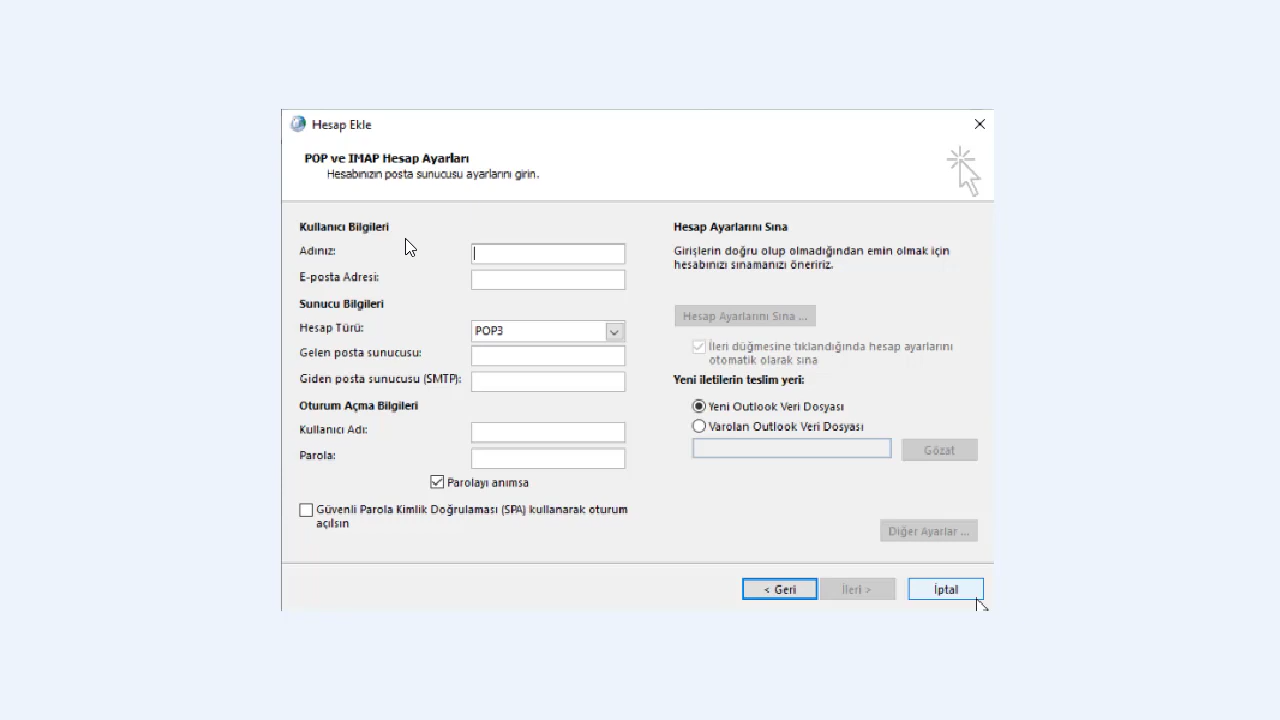 Hesap Ekle
POP ve IMAP Hesap Ayarları
Hesabınızın posta sunucusu ayarlarını girin.
Kullanıcı Bilgileri
Adınız:
E-posta Adresi:
Sunucu Bilgileri
Hesap Türü:
POP3
Gelen posta sunucusu:
Giden posta sunucusu (SMTP):
Oturum Açma Bilgileri
Kullanıcı Adı:
Parola:
Parolayı anımsa
Güvenli Parola Kimlik Doğrulaması (SPA) kullanarak oturum
açılsın
Hesap Ayarlarını Sına
Girişlerin doğru olup olmadığından emin olmak için
hesabınızı sınamanızı öneririz.
Hesap Ayarlarını Sına ...
İleri düğmesine tıklandığında hesap ayarlarını
otomatik olarak sına
Yeni iletilerin teslim yeri:
Yeni Outlook Veri Dosyası
Varolan Outlook Veri Dosyası
Gözat
Diğer Ayarlar ...
< Geri
İleri >
İptal